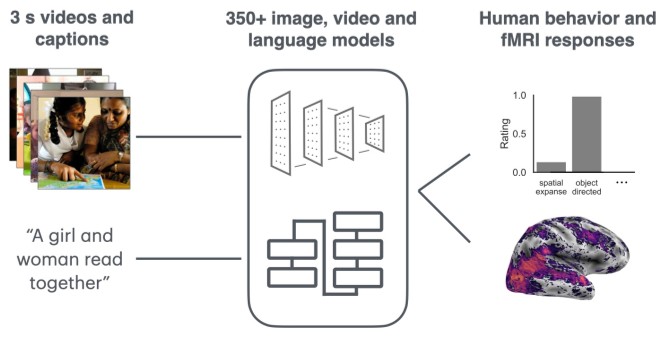 3 s videos and
captions
350+ image, video and
language models
Human behavior and
fMRI responses
"A girl and
woman read
together"
Rating
1.0
0.5
0.0
spatial
expanse
object
directed
...